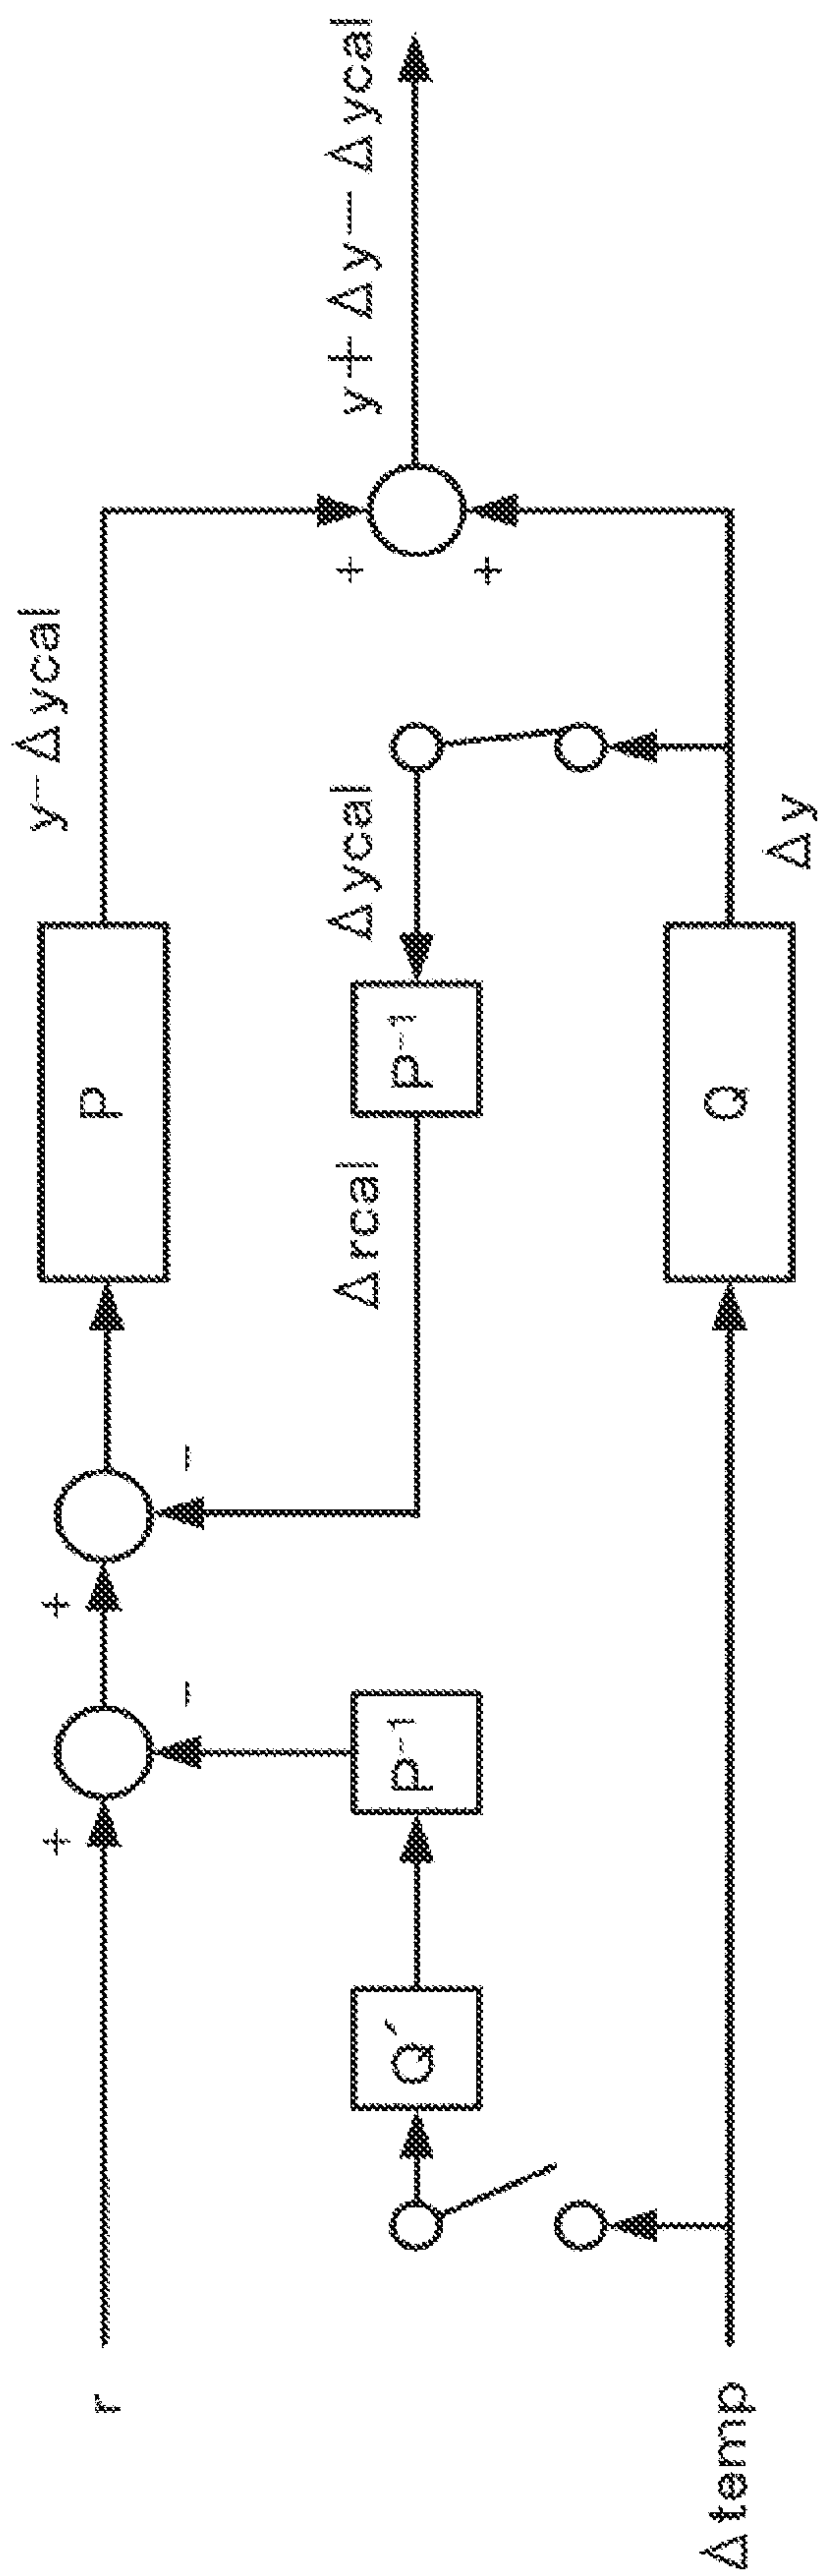 r
+
−
+
−
P
y−Δycal
+
+
y+Δy−Δycal
Q´
P⁻¹
Δrcal
P⁻¹
Δycal
Δtemp
Q
Δy